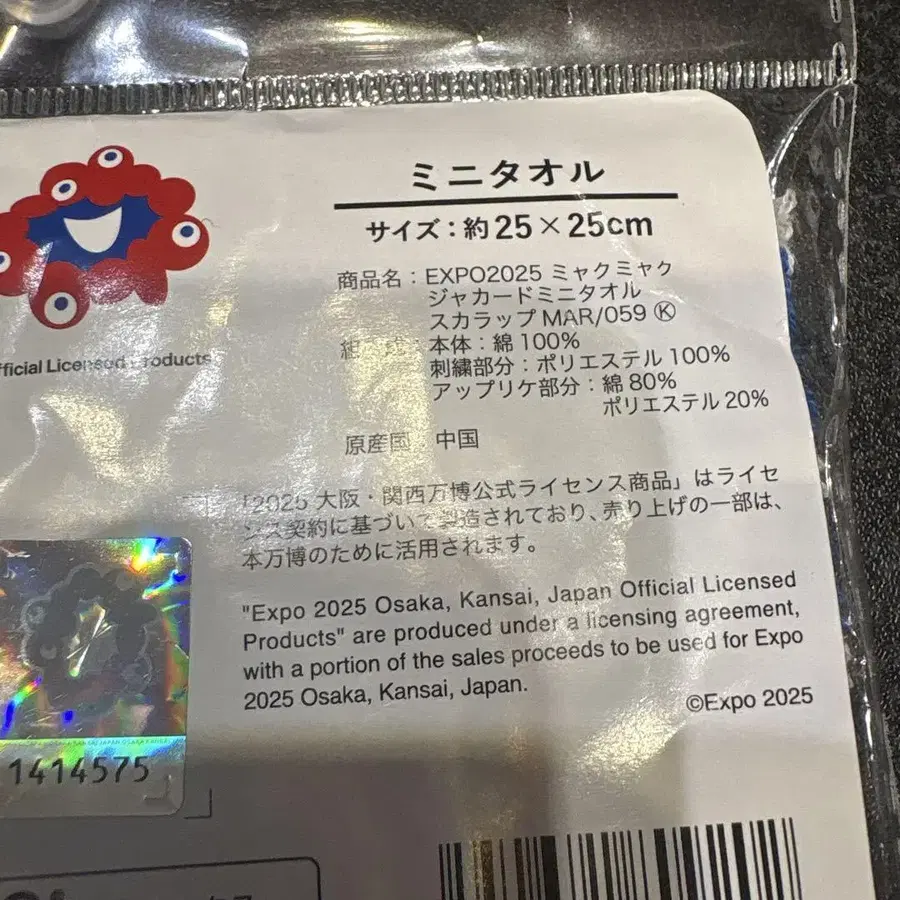 ミニタオル
サイズ：約25×25cm
商品名：EXPO2025 ミャクミャク
ジャカードミニタオル
スカラップ MAR/059 Ⓚ
本体：綿100%
刺繍部分：ポリエステル100%
アップリケ部分：綿80%
ポリエステル20%
原産国 中国
fficial Licensed Products
「2025 大阪・関西万博公式ライセンス商品」はライセ
ンス契約に基づいて製造されており、売り上げの一部は、
本万博のために活用されます。
"Expo 2025 Osaka, Kansai, Japan Official Licensed
Products" are produced under a licensing agreement,
with a portion of the sales proceeds to be used for Expo
2025 Osaka, Kansai, Japan.
©Expo 2025
1414575